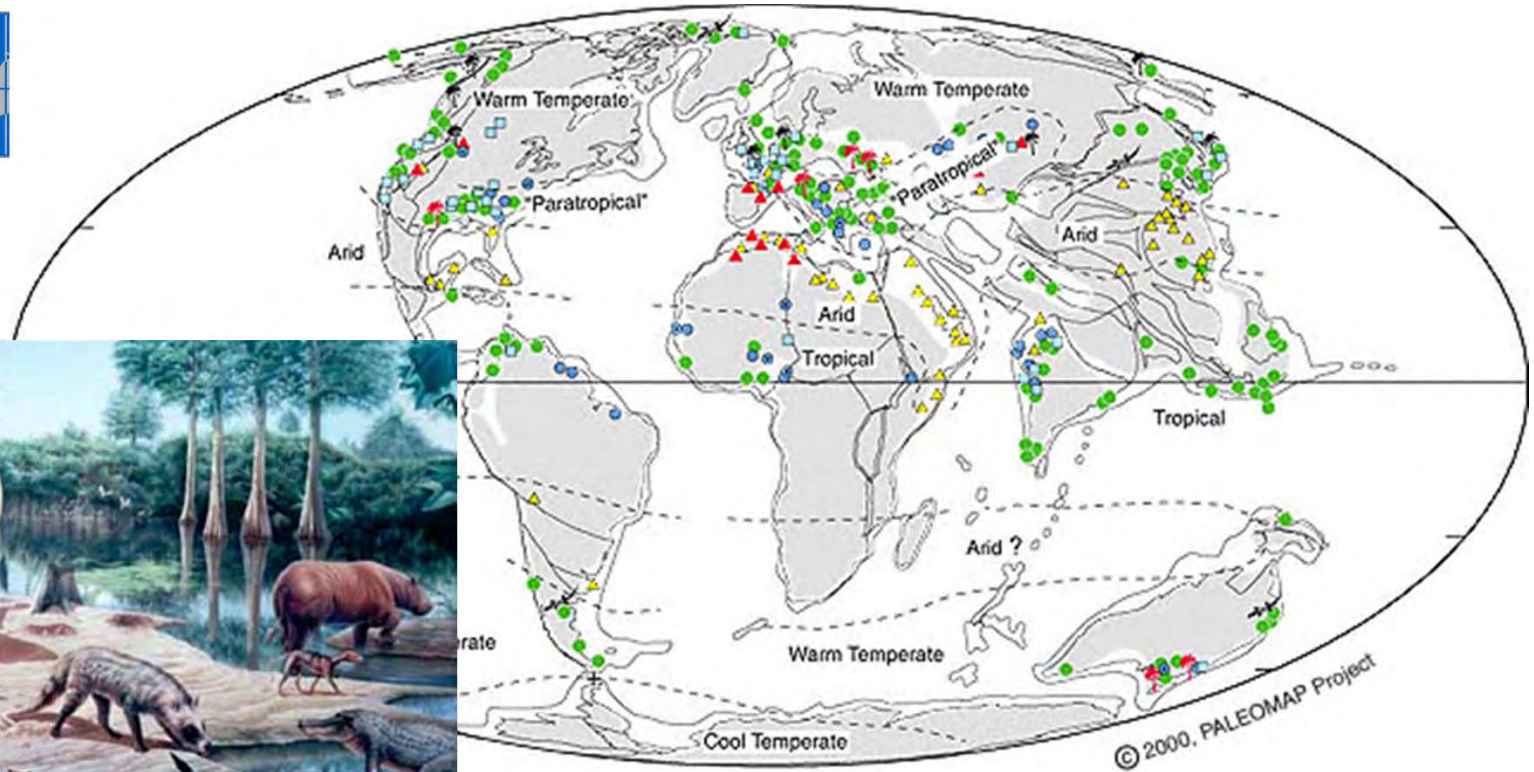 Warm Temperate
Warm Temperate
"Paratropical"
"Paratropical"
Arid
Arid
Arid
Tropical
Tropical
Arid ?
erate
Warm Temperate
Cool Temperate
© 2000, PALEOMAP Project